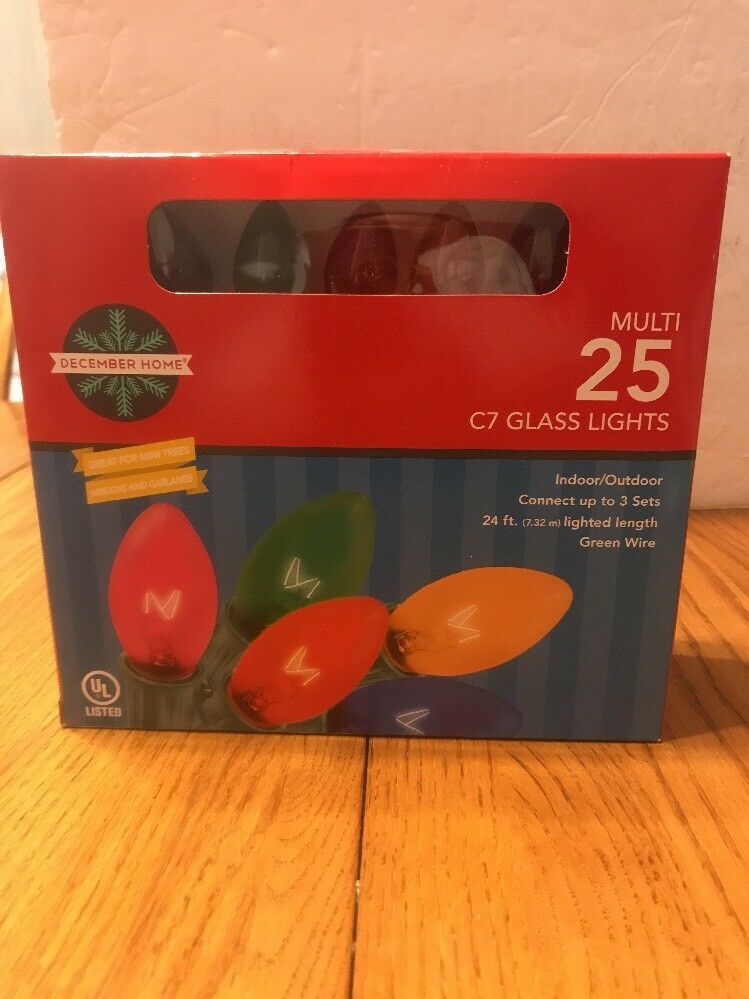 DECEMBER HOME®
MULTI
25
C7 GLASS LIGHTS
GREAT FOR MINI TREES
WREATHS AND GARLANDS
Indoor/Outdoor
Connect up to 3 Sets
24 ft. (7.32 m) lighted length
Green Wire
UL
LISTED